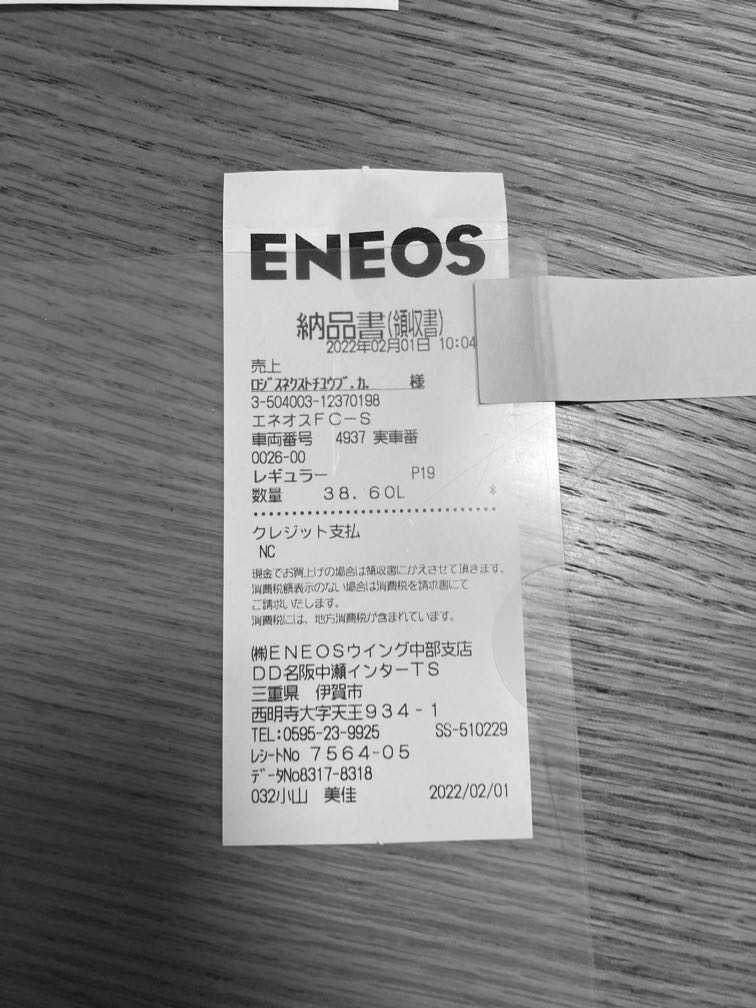 ENEOS
納品書(領収書)
2022年02月01日 10:04
売上
ロジスネクストチユウブ.カ. 様
3-504003-12370198
エネオスFC-S
車両番号 4937 実車番
0026-00
レギュラー P19
数量 38.60L *
クレジット支払
NC
現金でお買上げの場合は領収書にかえさせて頂きます。
消費税額表示のない場合は消費税を請求書にて
ご請求いたします。
消費税には、地方消費税が含まれています。
㈱ENEOSウイング中部支店
DD名阪中瀬インターTS
三重県 伊賀市
西明寺大字天王934-1
TEL:0595-23-9925 SS-510229
レシートNo 7564-05
データNo8317-8318
032小山 美佳 2022/02/01